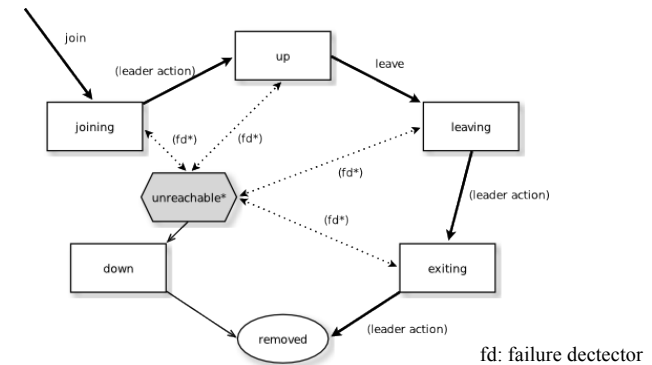 join
up
(leader action)
leave
joining
(fd*)
(fd*)
leaving
(fd*)
unreachable*
(leader action)
(fd*)
down
exiting
removed
(leader action)
fd: failure dectector